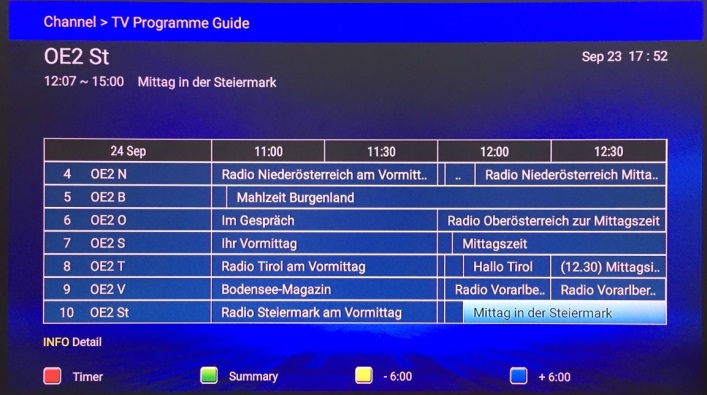 Channel > TV Programme Guide
OE2 St
Sep 23 17:52
12:07 ~ 15:00 Mittag in der Steiermark
24 Sep 11:00 11:30 12:00 12:30
4 OE2 N Radio Niederösterreich am Vormitt.. .. Radio Niederösterreich Mitta..
5 OE2 B Mahlzeit Burgenland
6 OE2 O Im Gespräch Radio Oberösterreich zur Mittagszeit
7 OE2 S Ihr Vormittag Mittagszeit
8 OE2 T Radio Tirol am Vormittag Hallo Tirol (12.30) Mittagsi..
9 OE2 V Bodensee-Magazin Radio Vorarlbe.. Radio Vorarlber..
10 OE2 St Radio Steiermark am Vormittag Mittag in der Steiermark
INFO Detail
Timer Summary - 6:00 + 6:00